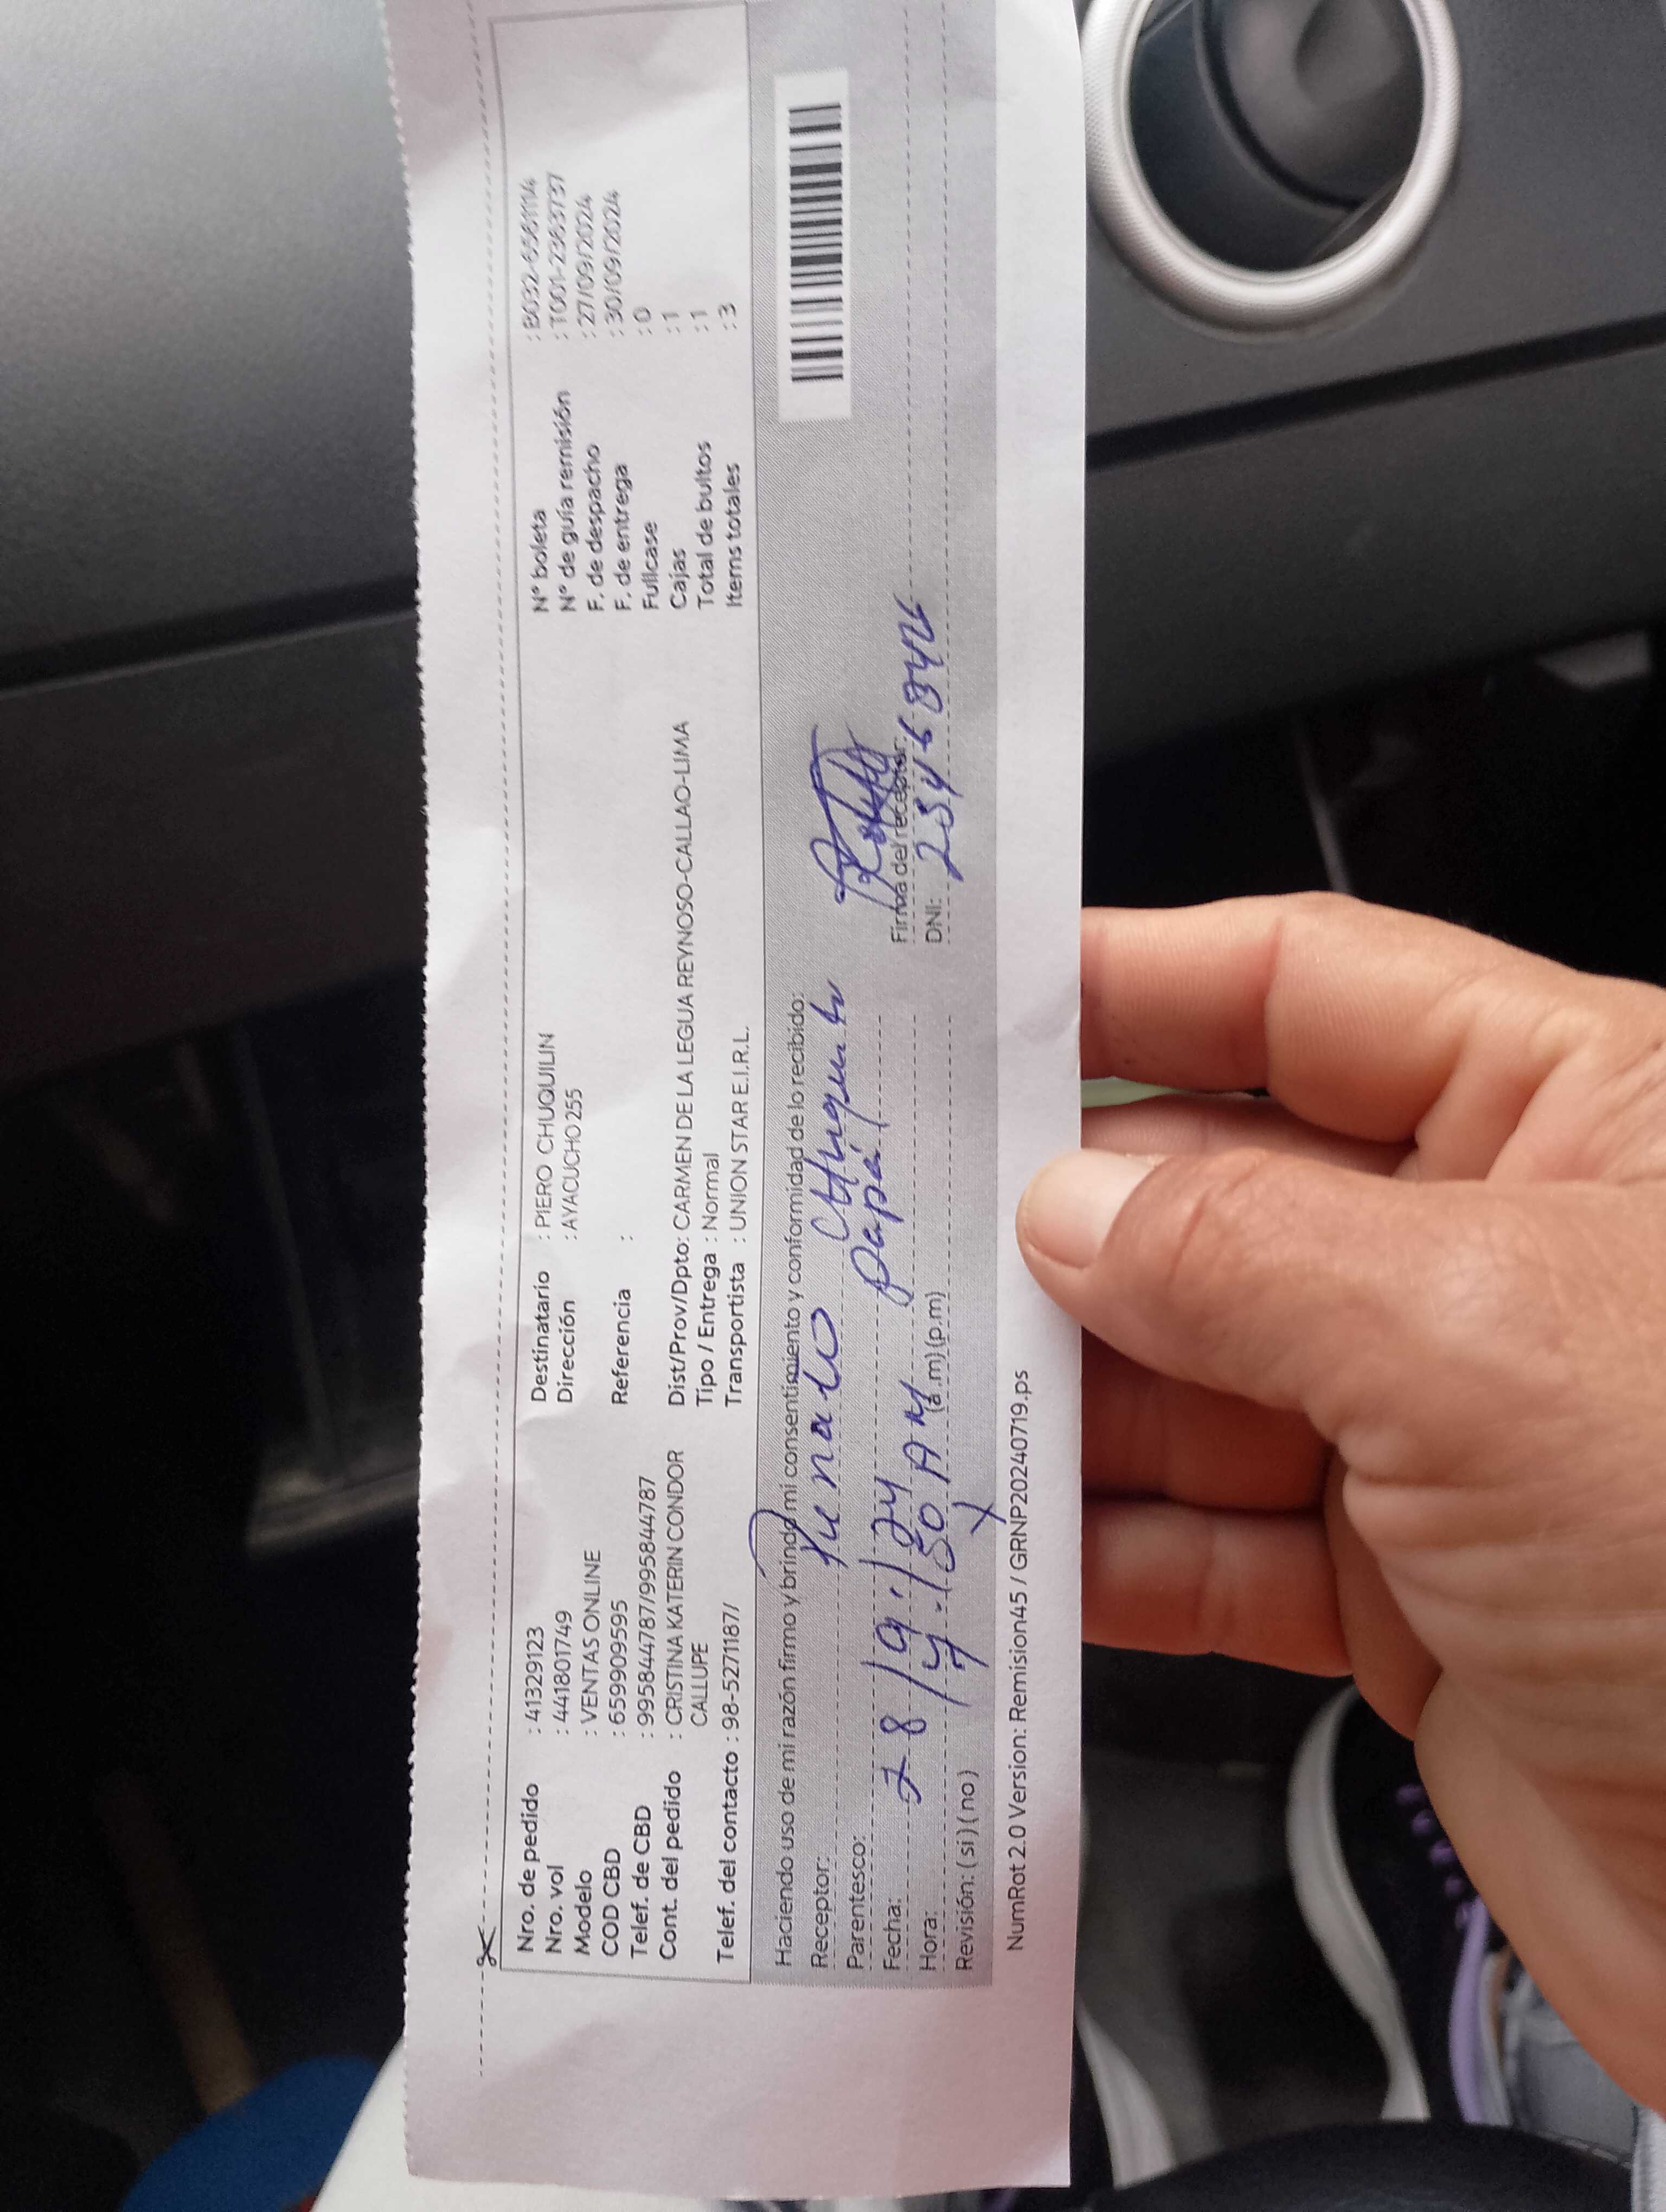 Nro. de pedido : 41329123
Nro. vol : 441801749
Modelo : VENTAS ONLINE
COD CBD : 659909595
Telef. de CBD : 995844787/995844787
Cont. del pedido : CRISTINA KATERIN CONDOR
CALLUPE
Telef. del contacto : 98-5271187/
Destinatario : PIERO CHUQUILIN
Dirección : AYACUCHO 255
Referencia :
Dist/Prov/Dpto: CARMEN DE LA LEGUA REYNOSO-CALLAO-LIMA
Tipo / Entrega : Normal
Transportista : UNION STAR E.I.R.L.
N° boleta
N° de guía remisión : T001-2363737
F. de despacho : 27/09/2024
F. de entrega : 30/09/2024
Fullcase : 0
Cajas : 1
Total de bultos : 1
Items totales : 3
Haciendo uso de mi razón firmo y brindo mi consentimiento y conformidad de lo recibido:
Receptor:
Parentesco: papá
Fecha: 28/9/24
Hora: AM (a.m) (p.m)
Revisión: ( si ) ( no ) X
Firma del receptor:
DNI:
NumRot 2.0 Version: Remision45 / GRNP20240719.ps